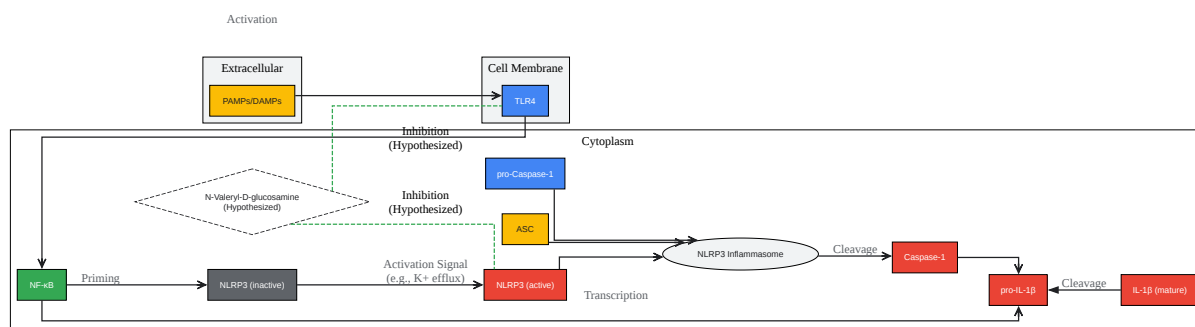 Activation
Extracellular
Cell Membrane
PAMPs/DAMPs
TLR4
Inhibition
(Hypothesized)
Cytoplasm
pro-Caspase-1
N-Valeryl-D-glucosamine
(Hypothesized)
Inhibition
(Hypothesized)
ASC
NLRP3 Inflammasome
Cleavage
Caspase-1
NF-κB
Priming
NLRP3 (inactive)
Activation Signal
(e.g., K+ efflux)
NLRP3 (active)
Transcription
pro-IL-1β
Cleavage
IL-1β (mature)